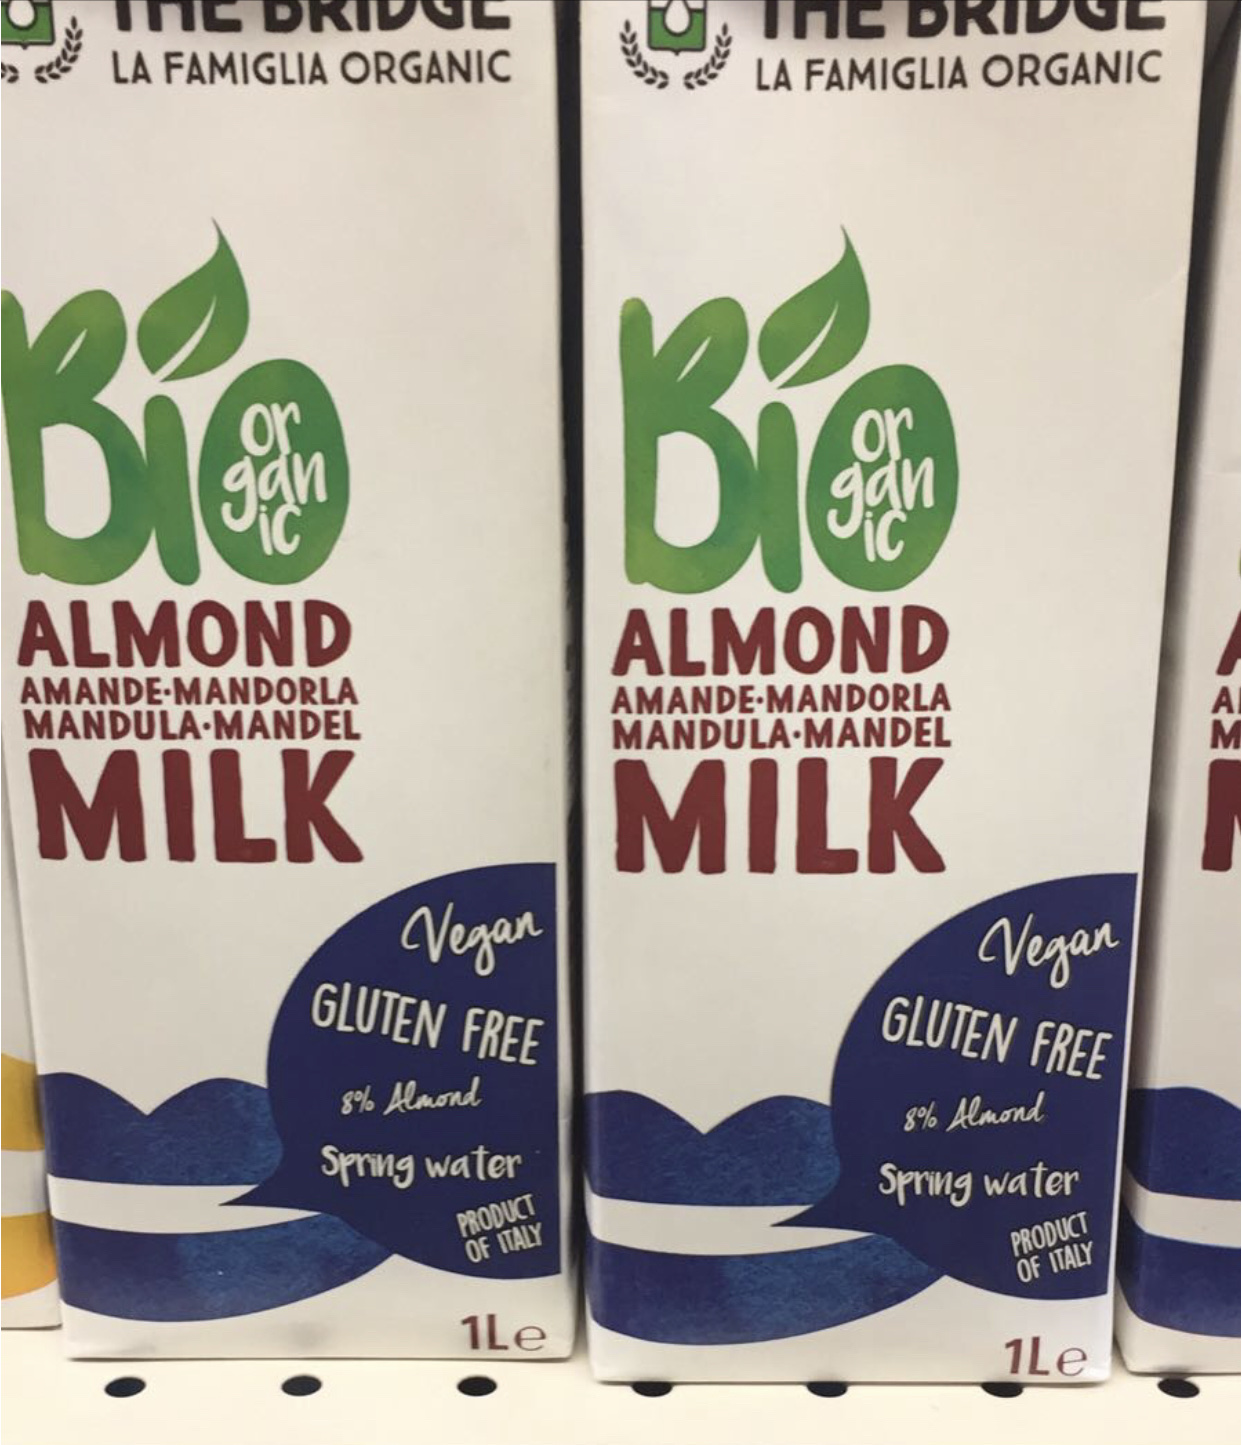 THE BRIDGE
LA FAMIGLIA ORGANIC
Bio
or
gan
ic
ALMOND
AMANDE·MANDORLA
MANDULA·MANDEL
MILK
Vegan
GLUTEN FREE
8% Almond
Spring water
PRODUCT
OF ITALY
1L℮
THE BRIDGE
LA FAMIGLIA ORGANIC
Bio
or
gan
ic
ALMOND
AMANDE·MANDORLA
MANDULA·MANDEL
MILK
Vegan
GLUTEN FREE
8% Almond
Spring water
PRODUCT
OF ITALY
1L℮